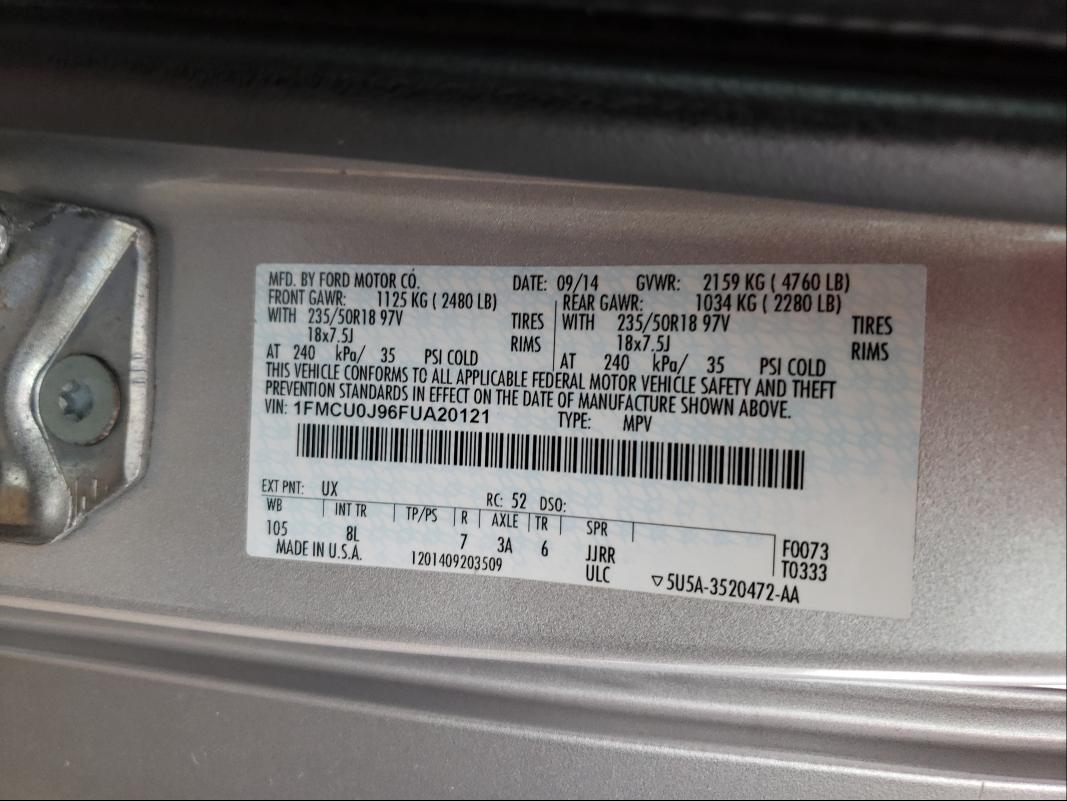 MFD. BY FORD MOTOR CO. DATE: 09/14 GVWR: 2159 KG ( 4760 LB)
FRONT GAWR: 1125 KG ( 2480 LB) REAR GAWR: 1034 KG ( 2280 LB)
WITH 235/50R18 97V TIRES WITH 235/50R18 97V TIRES
18x7.5J RIMS 18x7.5J RIMS
AT 240 kPa/ 35 PSI COLD AT 240 kPa/ 35 PSI COLD
THIS VEHICLE CONFORMS TO ALL APPLICABLE FEDERAL MOTOR VEHICLE SAFETY AND THEFT
PREVENTION STANDARDS IN EFFECT ON THE DATE OF MANUFACTURE SHOWN ABOVE.
VIN: 1FMCU0J96FUA20121 TYPE: MPV
EXT PNT: UX RC: 52 DSO:
WB INT TR TP/PS R AXLE TR SPR
105 8L 7 3A 6 JJRR F0073
MADE IN U.S.A. 1201409203509 ULC T0333
▽5U5A-3520472-AA